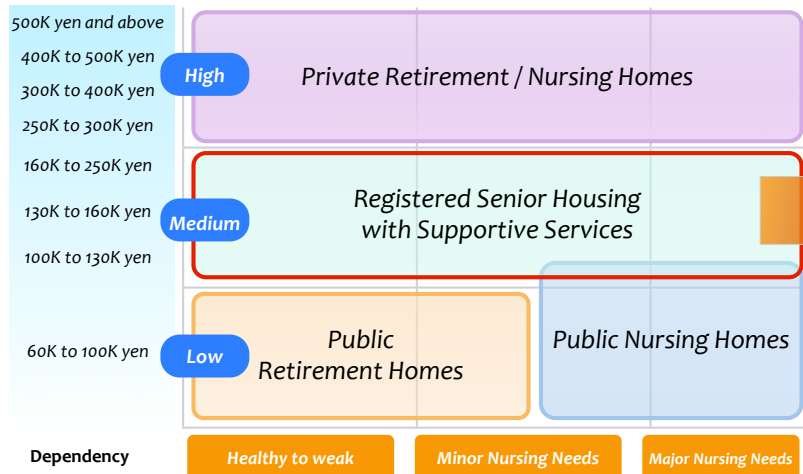 500K yen and above
400K to 500K yen
High
Private Retirement / Nursing Homes
300K to 400K yen
250K to 300K yen
160K to 250K yen
Registered Senior Housing
with Supportive Services
130K to 160K yen
Medium
100K to 130K yen
Public
Retirement Homes
Public Nursing Homes
60K to 100K yen
Low
Dependency
Healthy to weak
Minor Nursing Needs
Major Nursing Needs